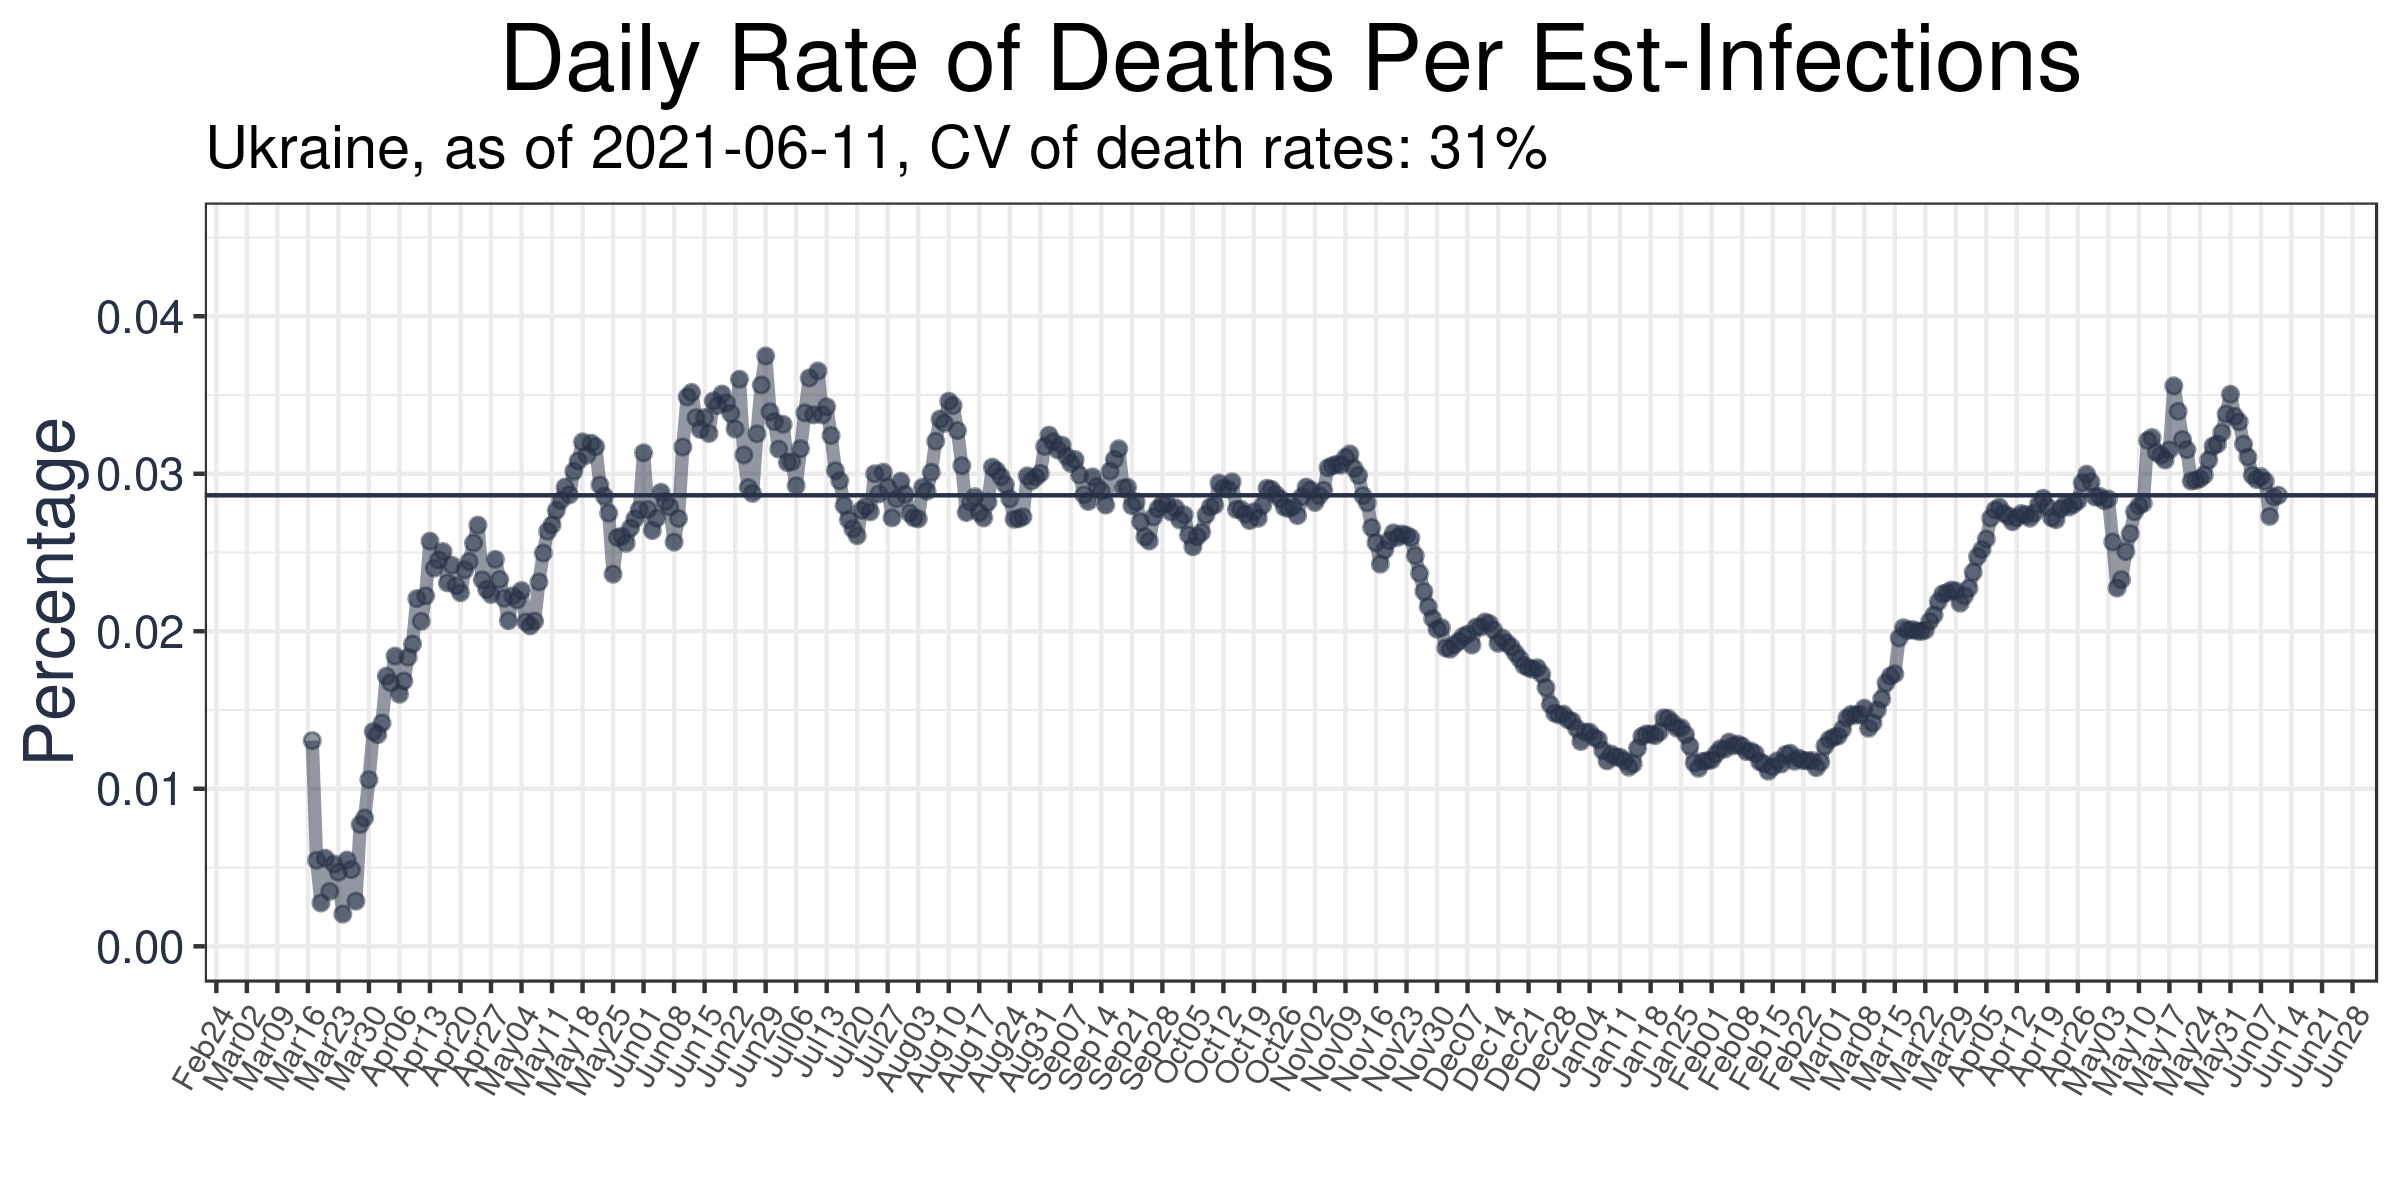 Daily Rate of Deaths Per Est-Infections
Ukraine, as of 2021-06-11, CV of death rates: 31%
Percentage
0.04
0.03
0.02
0.01
0.00
Feb24
Mar02
Mar09
Mar16
Mar23
Mar30
Apr06
Apr13
Apr20
Apr27
May04
May11
May18
May25
Jun01
Jun08
Jun15
Jun22
Jun29
Jul06
Jul13
Jul20
Jul27
Aug03
Aug10
Aug17
Aug24
Aug31
Sep07
Sep14
Sep21
Sep28
Oct05
Oct12
Oct19
Oct26
Nov02
Nov09
Nov16
Nov23
Nov30
Dec07
Dec14
Dec21
Dec28
Jan04
Jan11
Jan18
Jan25
Feb01
Feb08
Feb15
Feb22
Mar01
Mar08
Mar15
Mar22
Mar29
Apr05
Apr12
Apr19
Apr26
May03
May10
May17
May24
May31
Jun07
Jun14
Jun21
Jun28